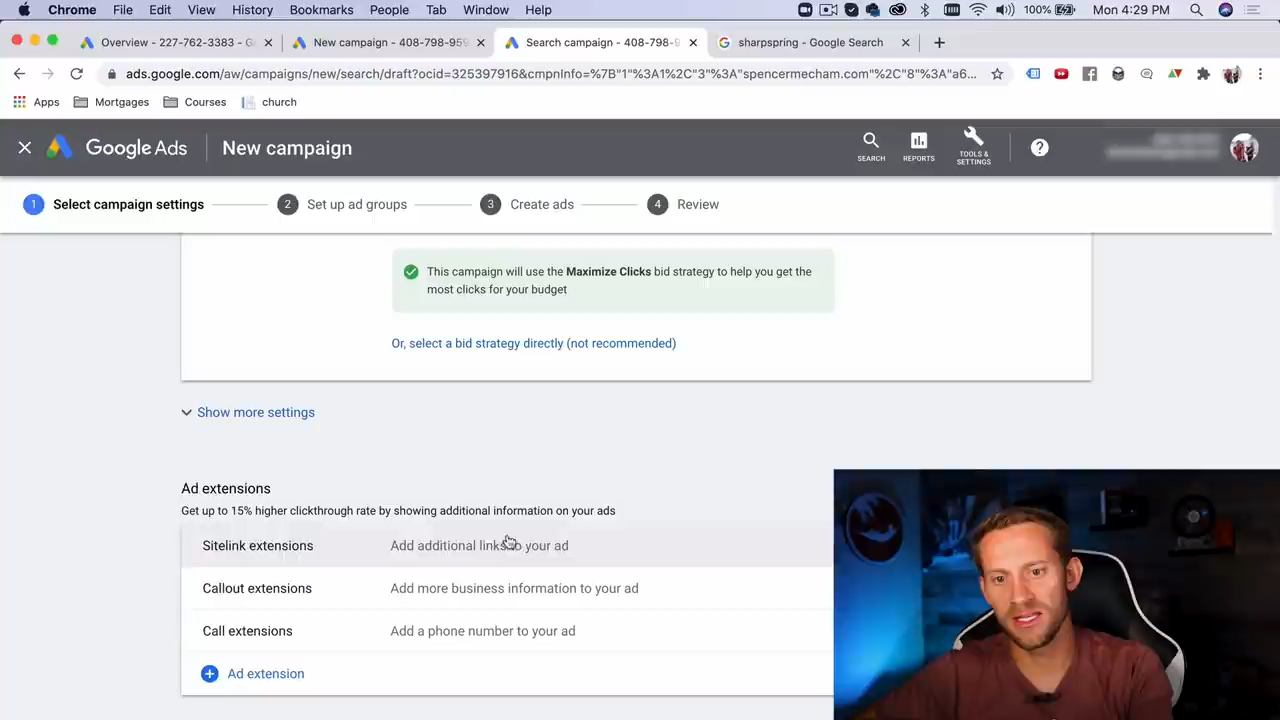 Chrome File Edit View History Bookmarks People Tab Window Help 100% Mon 4:29 PM
Overview - 227-762-3383 - G New campaign - 408-798-959 Search campaign - 408-798-9 sharpspring - Google Search
ads.google.com/aw/campaigns/new/search/draft?ocid=325397916&cmpnInfo=%7B"1"%3A1%2C"3"%3A"spencermecham.com"%2C"8"%3A"a6...
Apps Mortgages Courses church
Google Ads New campaign SEARCH REPORTS TOOLS & SETTINGS
1 Select campaign settings 2 Set up ad groups 3 Create ads 4 Review
This campaign will use the Maximize Clicks bid strategy to help you get the
most clicks for your budget
Or, select a bid strategy directly (not recommended)
Show more settings
Ad extensions
Get up to 15% higher clickthrough rate by showing additional information on your ads
Sitelink extensions Add additional links to your ad
Callout extensions Add more business information to your ad
Call extensions Add a phone number to your ad
Ad extension